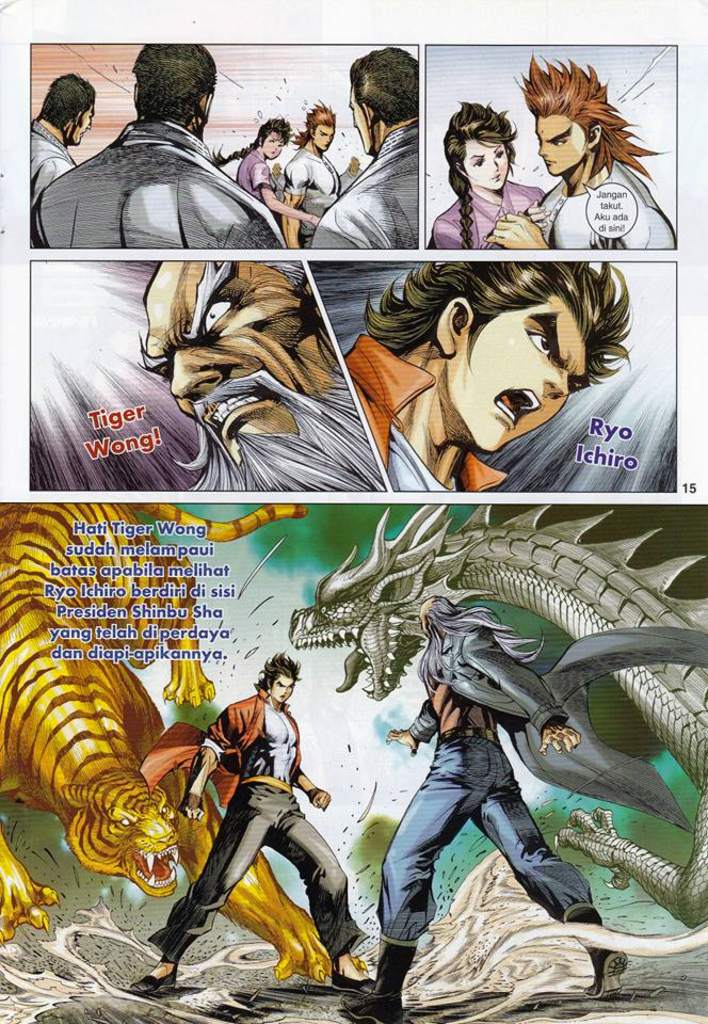 Jangan
takut.
Aku ada
di sini!
Tiger
Wong!
Ryo
Ichiro
15
Hati Tiger Wong
sudah melampaui
batas apabila melihat
Ryo Ichiro berdiri di sisi
Presiden Shinbu Sha
yang telah diperdaya
dan diapi-apikannya.